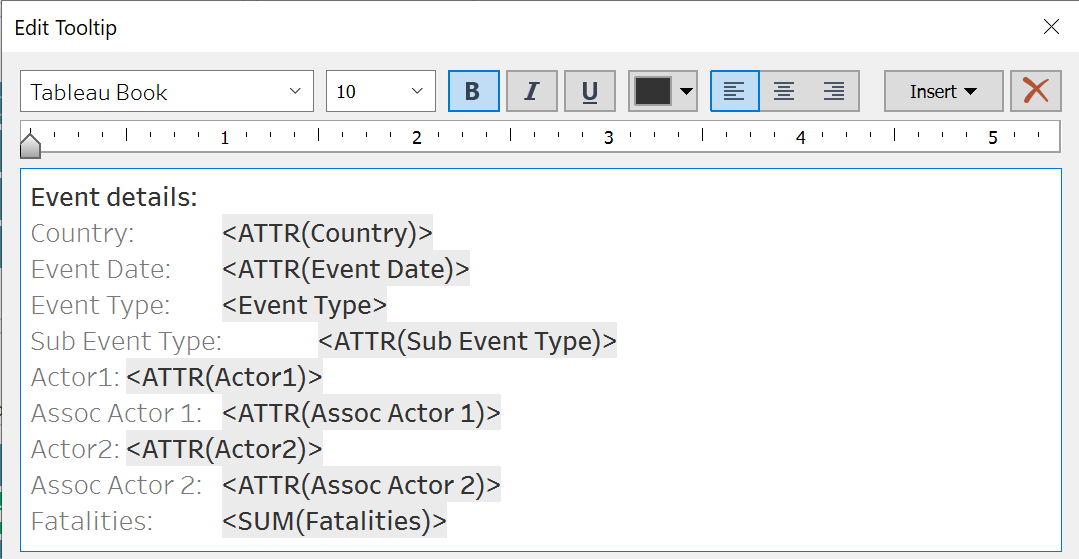 Edit Tooltip
Tableau Book 10 B I U Insert
1 2 3 4 5
Event details:
Country: <ATTR(Country)>
Event Date: <ATTR(Event Date)>
Event Type: <Event Type>
Sub Event Type: <ATTR(Sub Event Type)>
Actor1: <ATTR(Actor1)>
Assoc Actor 1: <ATTR(Assoc Actor 1)>
Actor2: <ATTR(Actor2)>
Assoc Actor 2: <ATTR(Assoc Actor 2)>
Fatalities: <SUM(Fatalities)>